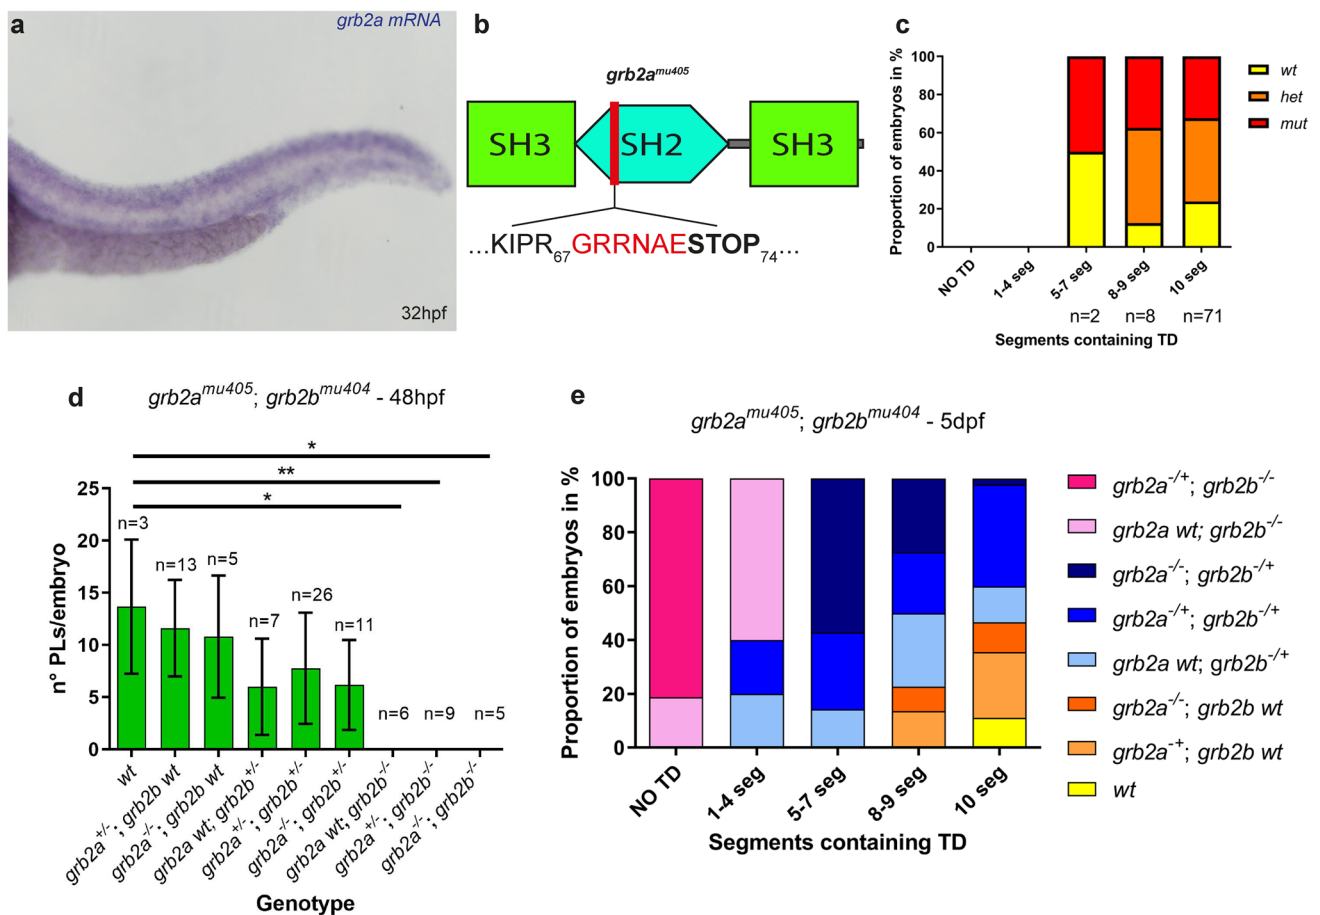 a
grb2a mRNA
32hpf
b
grb2a^mu405
SH3 SH2 SH3
...KIPR67GRRNAESTOP74...
c
Proportion of embryos in %
100
80
60
40
20
0
NO TD
1-4 seg
5-7 seg
8-9 seg
10 seg
n=2 n=8 n=71
Segments containing TD
wt
het
mut
d
grb2a^mu405; grb2b^mu404 - 48hpf
*
**
*
n° PLs/embryo
25
20
15
10
5
0
n=3
n=13
n=5
n=7
n=26
n=11
n=6
n=9
n=5
wt
grb2a^+/-; grb2b wt
grb2a^-/-; grb2b wt
grb2a wt; grb2b^+/-
grb2a^+/-; grb2b^+/-
grb2a^-/-; grb2b^+/-
grb2a wt; grb2b^-/-
grb2a^+/-; grb2b^-/-
grb2a^-/-; grb2b^-/-
Genotype
e
grb2a^mu405; grb2b^mu404 - 5dpf
Proportion of embryos in %
100
80
60
40
20
0
NO TD
1-4 seg
5-7 seg
8-9 seg
10 seg
Segments containing TD
grb2a^-/+; grb2b^-/-
grb2a wt; grb2b^-/-
grb2a^-/-; grb2b^-/+
grb2a^-/+; grb2b^-/+
grb2a wt; grb2b^-/+
grb2a^-/-; grb2b wt
grb2a^-+; grb2b wt
wt